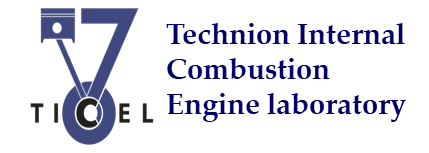 TICEL
Technion Internal
Combustion
Engine laboratory